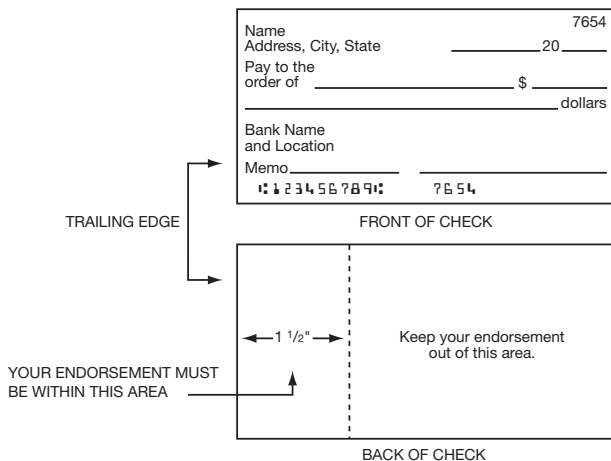 7654
Name
Address, City, State 20
Pay to the
order of $
dollars
Bank Name
and Location
Memo
⑆123456789⑆ 7654
TRAILING EDGE
FRONT OF CHECK
1 1/2"
Keep your endorsement
out of this area.
YOUR ENDORSEMENT MUST
BE WITHIN THIS AREA
BACK OF CHECK